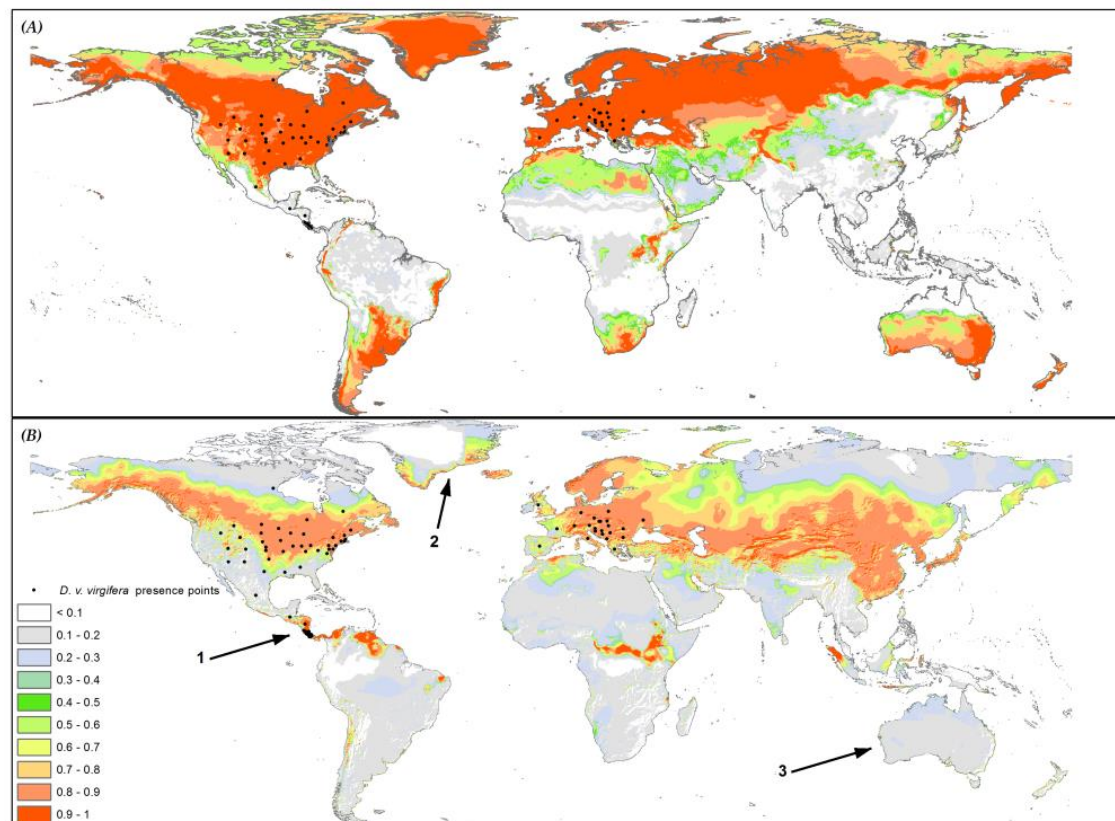 (A)
(B)
2
D. v. virgifera presence points
< 0.1
0.1 - 0.2
1
0.2 - 0.3
0.3 - 0.4
0.4 - 0.5
0.5 - 0.6
0.6 - 0.7
3
0.7 - 0.8
0.8 - 0.9
0.9 - 1